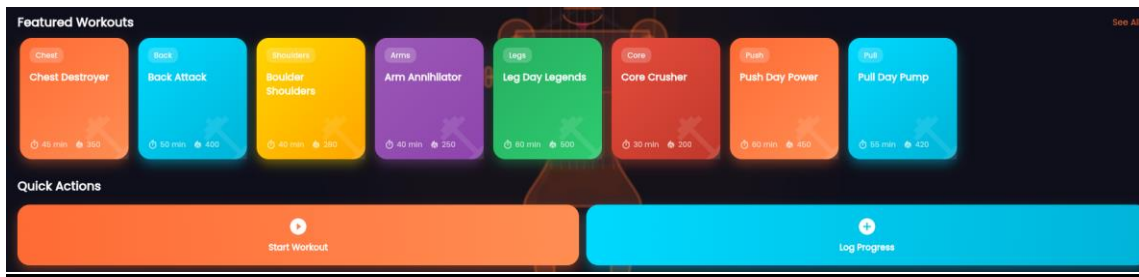 Featured Workouts
See Al
Chest
Chest Destroyer
45 min 350
Back
Back Attack
50 min 400
Shoulders
Boulder
Shoulders
40 min 280
Arms
Arm Annihilator
40 min 250
Legs
Leg Day Legends
60 min 500
Core
Core Crusher
30 min 200
Push
Push Day Power
60 min 450
Pull
Pull Day Pump
55 min 420
Quick Actions
Start Workout
Log Progress